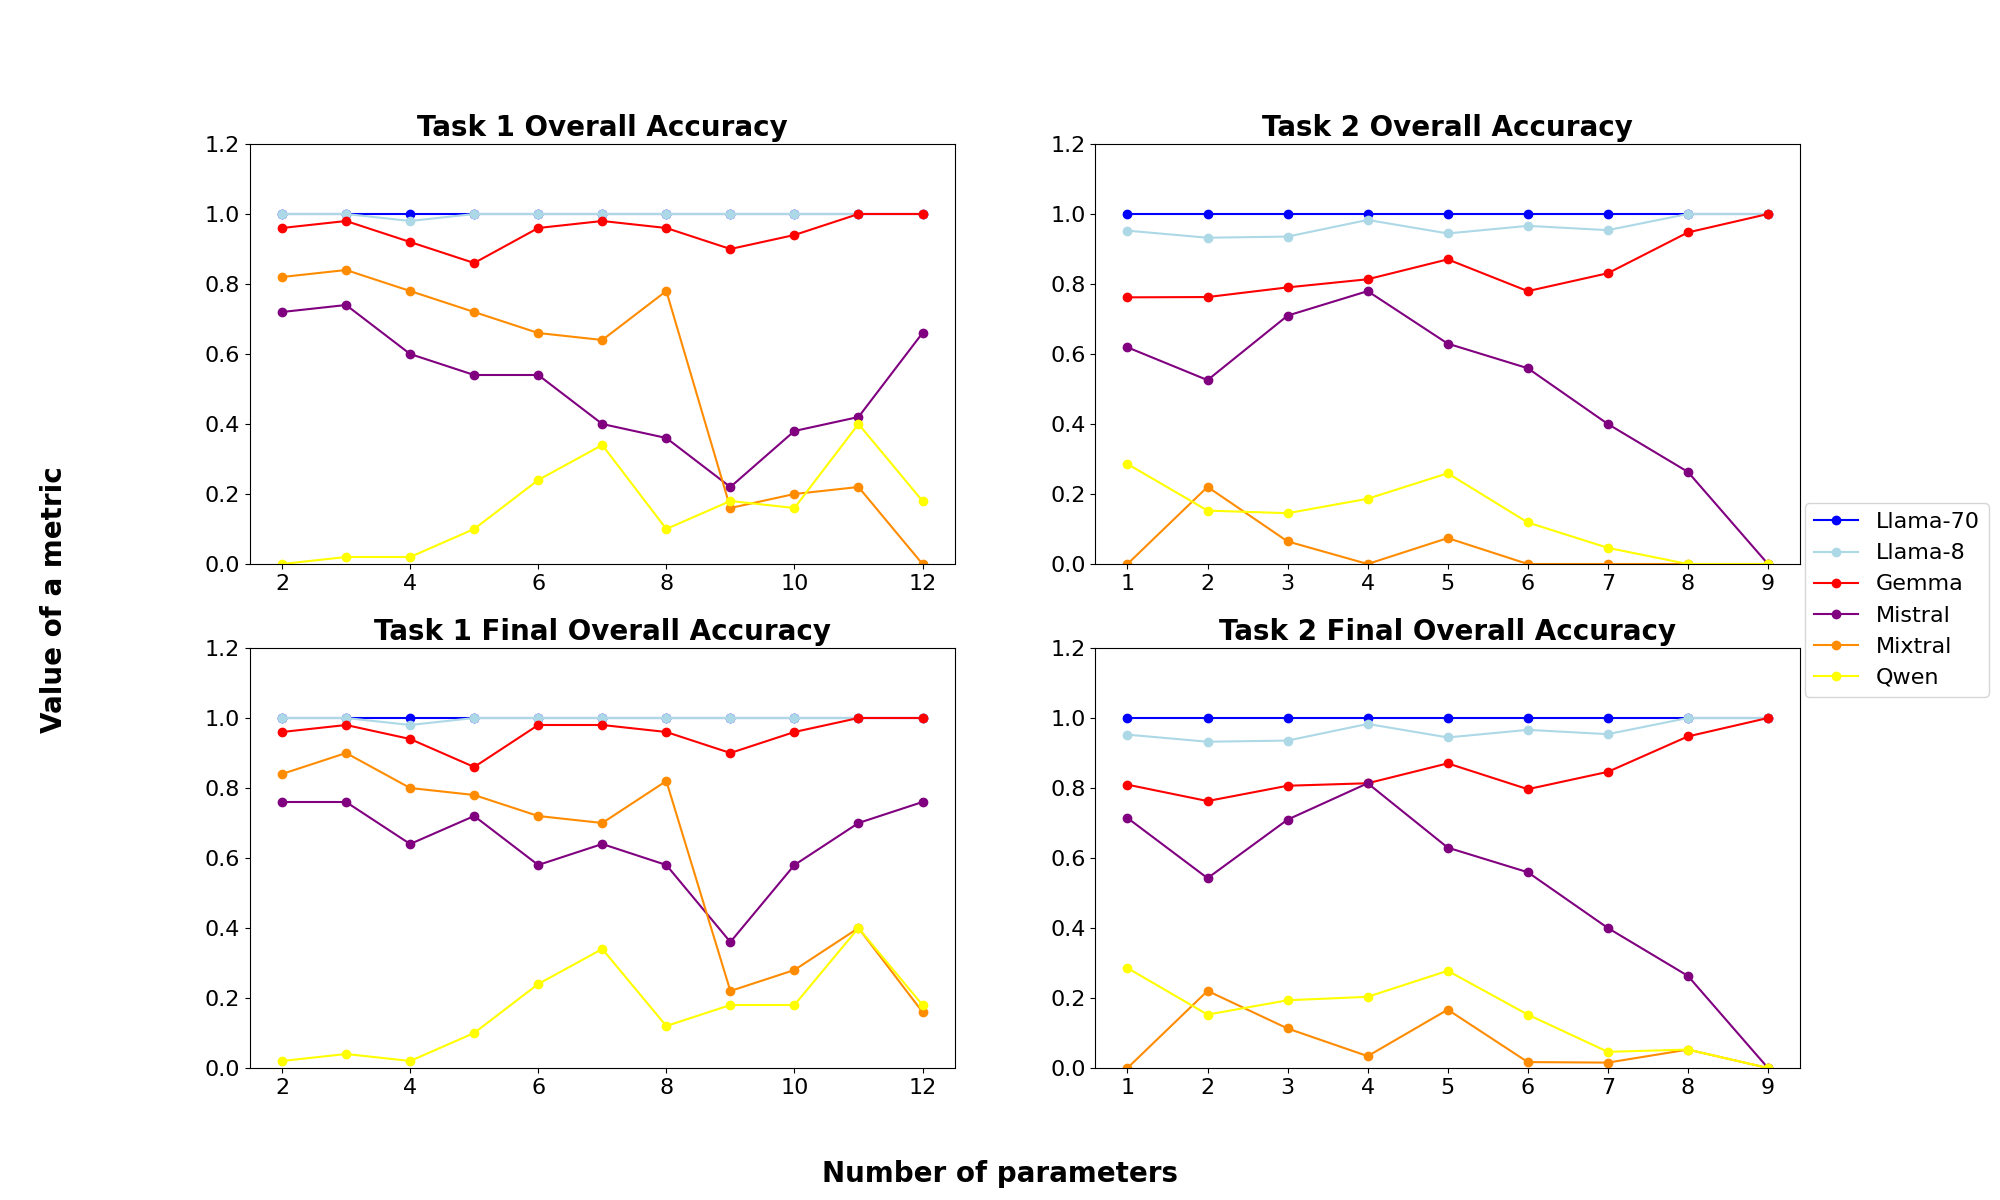 Task 1 Overall Accuracy
1.2
1.0
0.8
0.6
0.4
0.2
0.0
2 4 6 8 10 12
Task 2 Overall Accuracy
1.2
1.0
0.8
0.6
0.4
0.2
0.0
1 2 3 4 5 6 7 8 9
Task 1 Final Overall Accuracy
1.2
1.0
0.8
0.6
0.4
0.2
0.0
2 4 6 8 10 12
Task 2 Final Overall Accuracy
1.2
1.0
0.8
0.6
0.4
0.2
0.0
1 2 3 4 5 6 7 8 9
Llama-70
Llama-8
Gemma
Mistral
Mixtral
Qwen
Value of a metric
Number of parameters